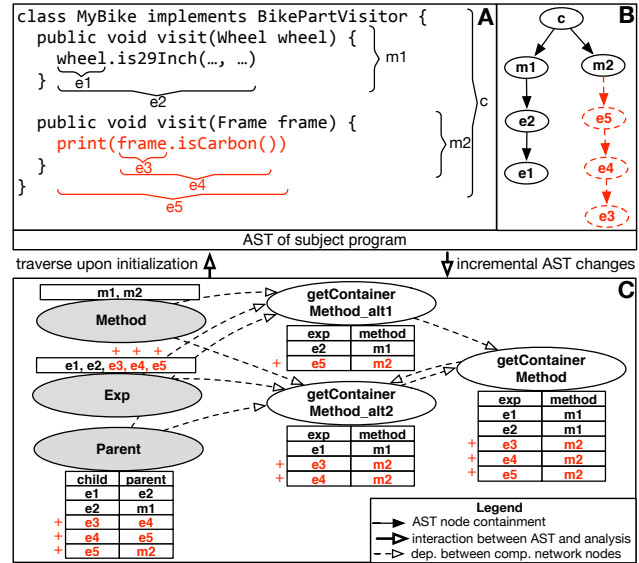 class MyBike implements BikePartVisitor {
A
public void visit(Wheel wheel) {
wheel.is29Inch(…, …)
}
e1
e2
m1
public void visit(Frame frame) {
print(frame.isCarbon())
}
e3
e4
}
e5
m2
c
B
c
m1
m2
e2
e5
e1
e4
e3
AST of subject program
traverse upon initialization
incremental AST changes
C
m1, m2
Method
+ + +
e1, e2, e3, e4, e5
Exp
Parent
child parent
e1 e2
e2 m1
+ e3 e4
+ e4 e5
+ e5 m2
getContainer
Method_alt1
exp method
e2 m1
+ e5 m2
getContainer
Method_alt2
exp method
e1 m1
+ e3 m2
+ e4 m2
getContainer
Method
exp method
e1 m1
e2 m1
+ e3 m2
+ e4 m2
+ e5 m2
Legend
AST node containment
interaction between AST and analysis
dep. between comp. network nodes